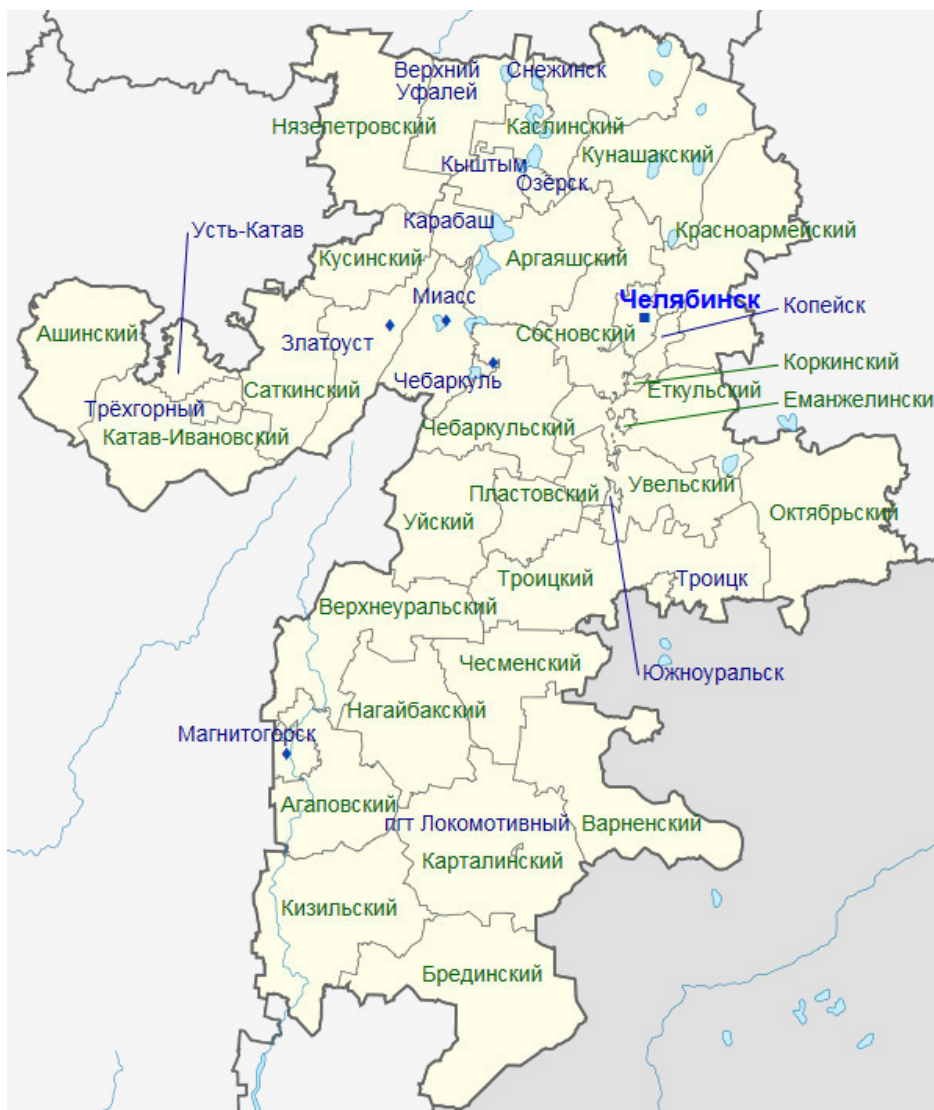 Верхний
Уфалей
Снежинск
Нязепетровский
Каслинский
Кунашакский
Кыштым
Озёрск
Усть-Катав
Карабаш
Красноармейский
Кусинский
Аргаяшский
Миасс
Челябинск
Копейск
Ашинский
Златоуст
Сосновский
Коркинский
Саткинский
Чебаркуль
Еткульский
Еманжелински
Трёхгорный
Катав-Ивановский
Чебаркульский
Пластовский
Увельский
Уйский
Октябрьский
Троицкий
Троицк
Верхнеуральский
Чесменский
Южноуральск
Нагайбакский
Магнитогорск
Агаповский
пгт Локомотивный
Варненский
Карталинский
Кизильский
Брединский